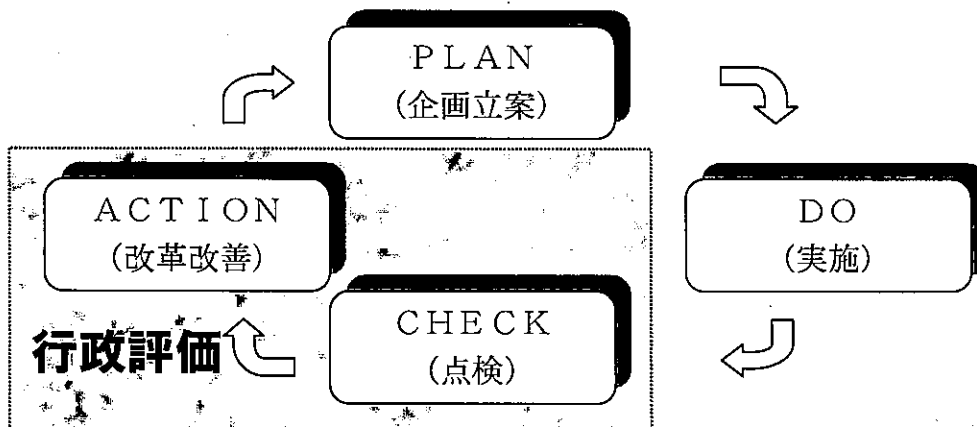 ＰＬＡＮ
(企画立案)
ＡＣＴＩＯＮ
(改革改善)
ＤＯ
(実施)
ＣＨＥＣＫ
(点検)
行政評価